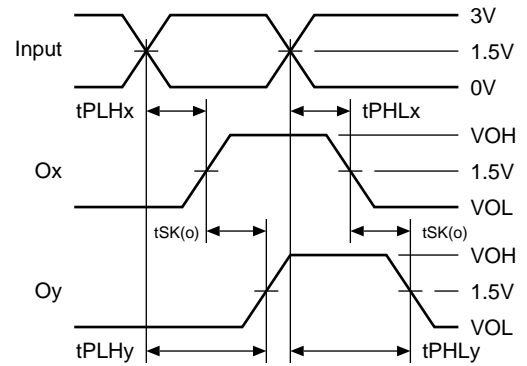 3V
Input
1.5V
0V
tPLHx
tPHLx
VOH
Ox
1.5V
VOL
tSK(o)
tSK(o)
VOH
Oy
1.5V
VOL
tPLHy
tPHLy